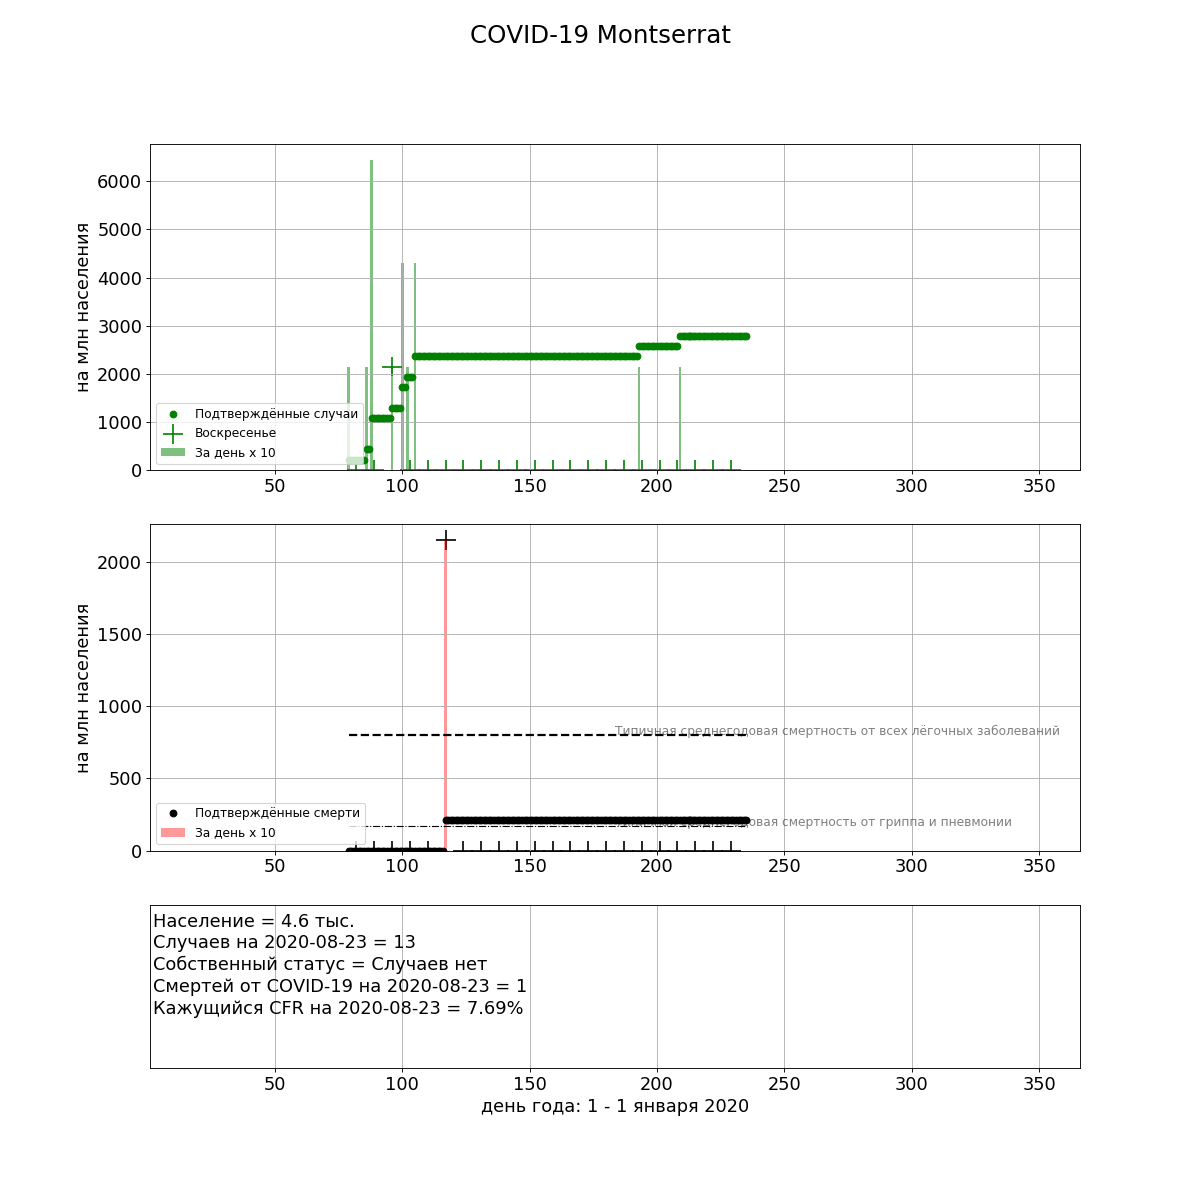 COVID-19 Montserrat
на млн населения
6000
5000
4000
3000
2000
1000
0
Подтверждённые случаи
Воскресенье
За день x 10
50 100 150 200 250 300 350
на млн населения
2000
1500
1000
500
0
Типичная среднегодовая смертность от всех лёгочных заболеваний
Подтверждённые смерти
За день x 10
среднегодовая смертность от гриппа и пневмонии
50 100 150 200 250 300 350
Население = 4.6 тыс.
Случаев на 2020-08-23 = 13
Собственный статус = Случаев нет
Смертей от COVID-19 на 2020-08-23 = 1
Кажущийся CFR на 2020-08-23 = 7.69%
50 100 150 200 250 300 350
день года: 1 - 1 января 2020